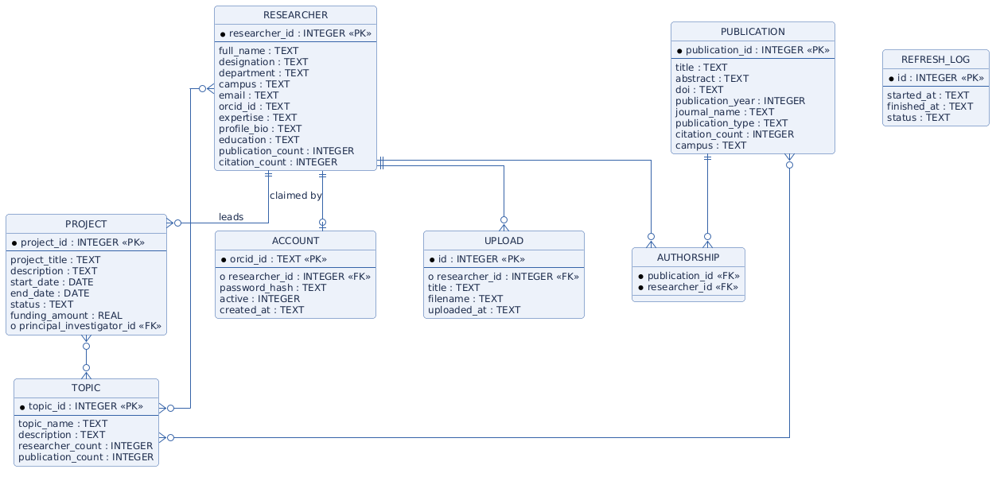 RESEARCHER
researcher_id : INTEGER «PK»
full_name : TEXT
designation : TEXT
department : TEXT
campus : TEXT
email : TEXT
orcid_id : TEXT
expertise : TEXT
profile_bio : TEXT
education : TEXT
publication_count : INTEGER
citation_count : INTEGER
PUBLICATION
publication_id : INTEGER «PK»
title : TEXT
abstract : TEXT
doi : TEXT
publication_year : INTEGER
journal_name : TEXT
publication_type : TEXT
citation_count : INTEGER
campus : TEXT
REFRESH_LOG
id : INTEGER «PK»
started_at : TEXT
finished_at : TEXT
status : TEXT
claimed by
leads
PROJECT
project_id : INTEGER «PK»
project_title : TEXT
description : TEXT
start_date : DATE
end_date : DATE
status : TEXT
funding_amount : REAL
o principal_investigator_id «FK»
ACCOUNT
orcid_id : TEXT «PK»
o researcher_id : INTEGER «FK»
password_hash : TEXT
active : INTEGER
created_at : TEXT
UPLOAD
id : INTEGER «PK»
o researcher_id : INTEGER «FK»
title : TEXT
filename : TEXT
uploaded_at : TEXT
AUTHORSHIP
publication_id «FK»
researcher_id «FK»
TOPIC
topic_id : INTEGER «PK»
topic_name : TEXT
description : TEXT
researcher_count : INTEGER
publication_count : INTEGER